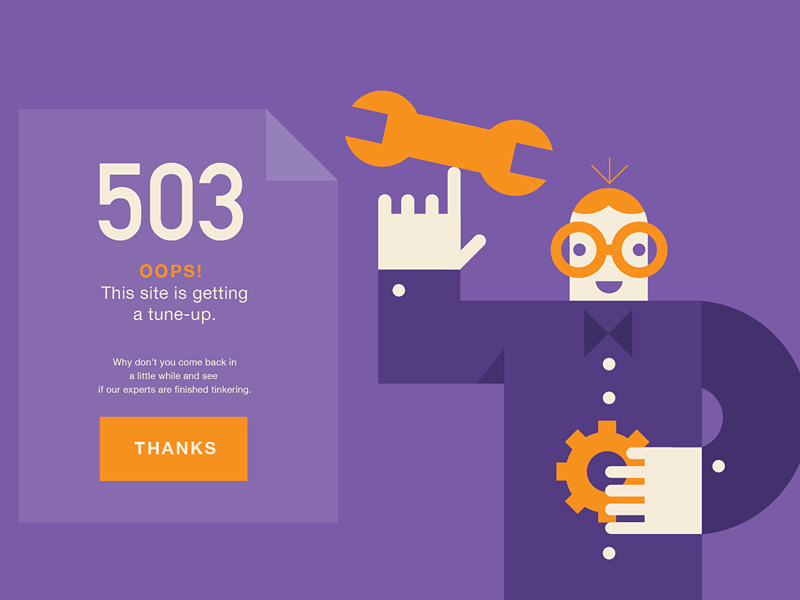 503
OOPS!
This site is getting
a tune-up.
Why don't you come back in
a little while and see
if our experts are finished tinkering.
THANKS